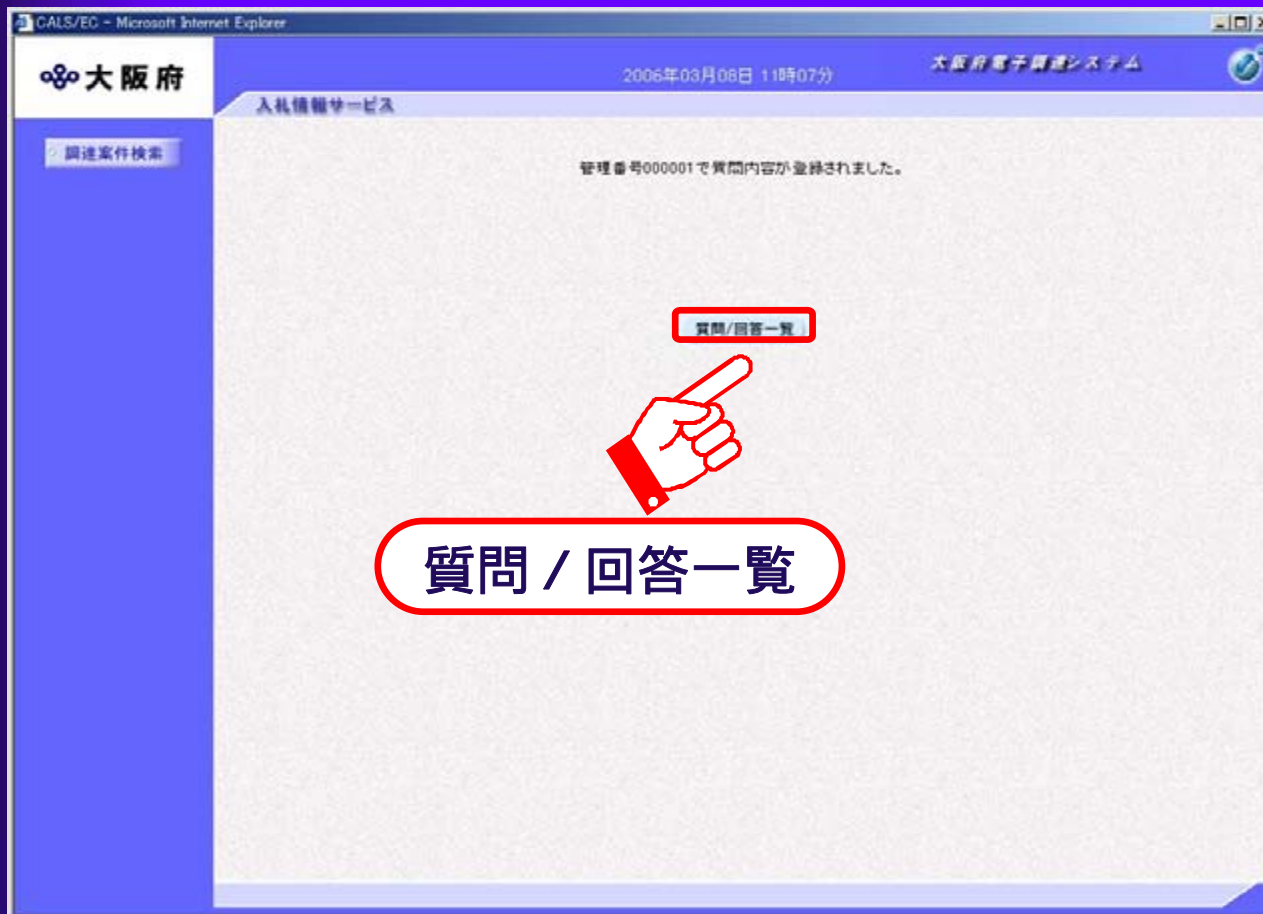 CALS/EC - Microsoft Internet Explorer
大阪府
2006年03月08日 11時07分
大阪府電子調達システム
入札情報サービス
調達案件検索
管理番号000001で質問内容が登録されました。
質問/回答一覧
質問 / 回答一覧